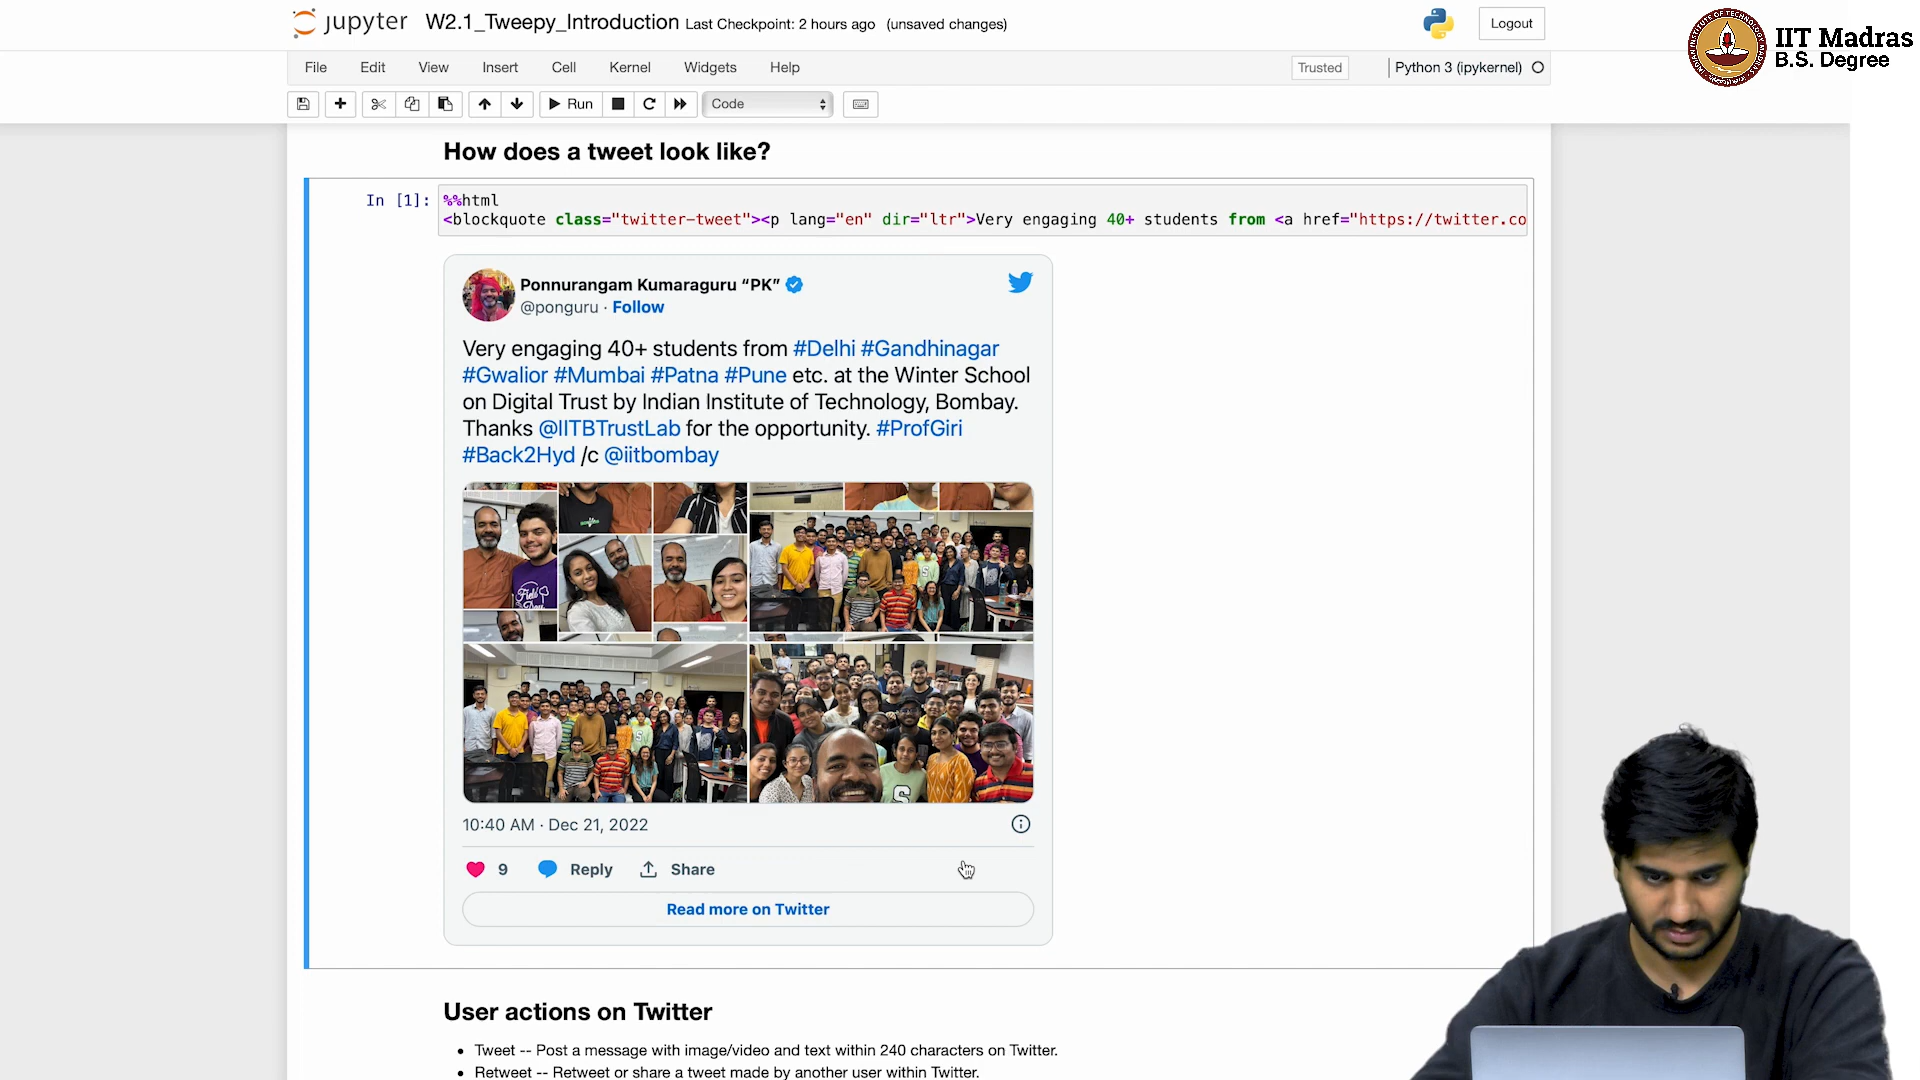 jupyter W2.1_Tweepy_Introduction Last Checkpoint: 2 hours ago (unsaved changes)
Logout
IIT Madras
B.S. Degree
File Edit View Insert Cell Kernel Widgets Help
Trusted
Python 3 (ipykernel)
Run
Code
How does a tweet look like?
In [1]:
%%html
<blockquote class="twitter-tweet"><p lang="en" dir="ltr">Very engaging 40+ students from <a href="https://twitter.co
Ponnurangam Kumaraguru “PK”
@ponguru · Follow
Very engaging 40+ students from #Delhi #Gandhinagar
#Gwalior #Mumbai #Patna #Pune etc. at the Winter School
on Digital Trust by Indian Institute of Technology, Bombay.
Thanks @IITBTrustLab for the opportunity. #ProfGiri
#Back2Hyd /c @iitbombay
10:40 AM · Dec 21, 2022
9 Reply Share
Read more on Twitter
User actions on Twitter
• Tweet -- Post a message with image/video and text within 240 characters on Twitter.
• Retweet -- Retweet or share a tweet made by another user within Twitter.